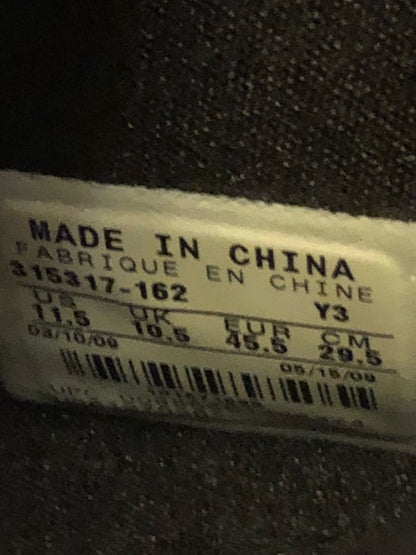 MADE IN CHINA
FABRIQUE EN CHINE
315317-162 Y3
US UK EUR CM
11.5 10.5 45.5 29.5
03/10/09 05/15/09